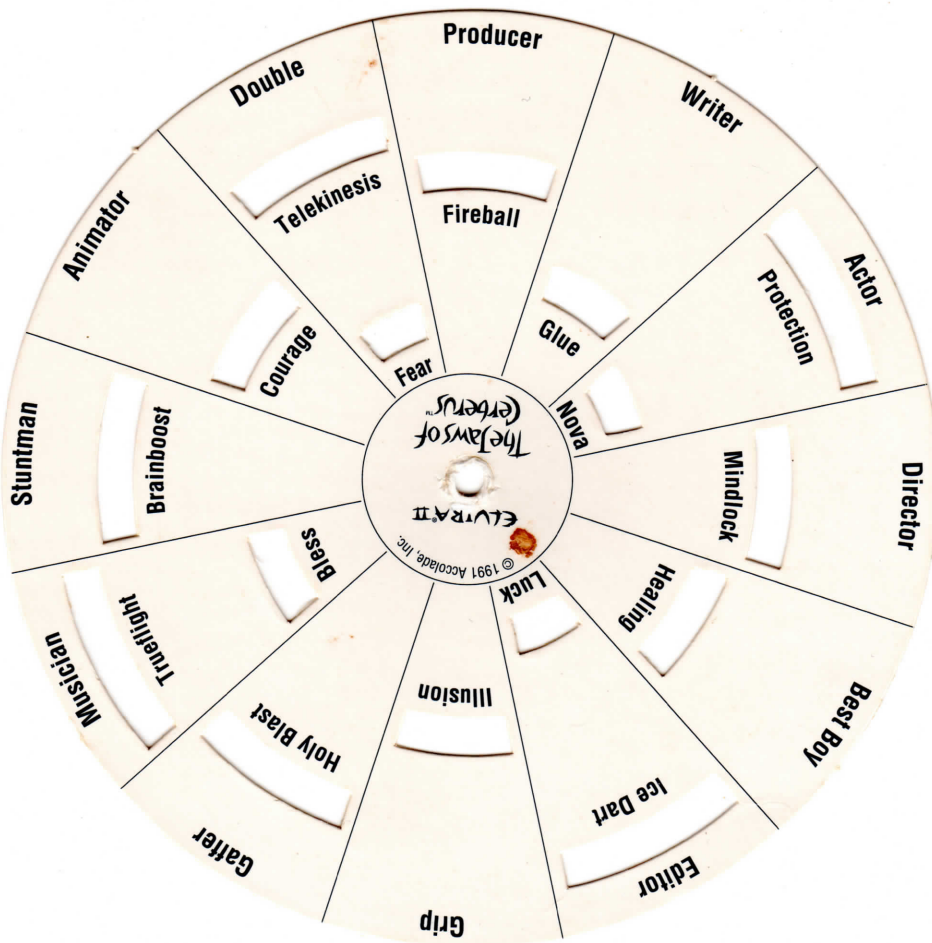 Producer
Fireball
Writer
Glue
Actor
Protection
Nova
Director
Mindlock
Best Boy
Healing
Editor
Ice Dart
Luck
Grip
Illusion
Gaffer
Holy Blast
Musician
Trueflight
Bless
Stuntman
Brainboost
Animator
Courage
Double
Telekinesis
Fear
ELVIRA® II
The Jaws of
Cerberus™
© 1991 Accolade, Inc.